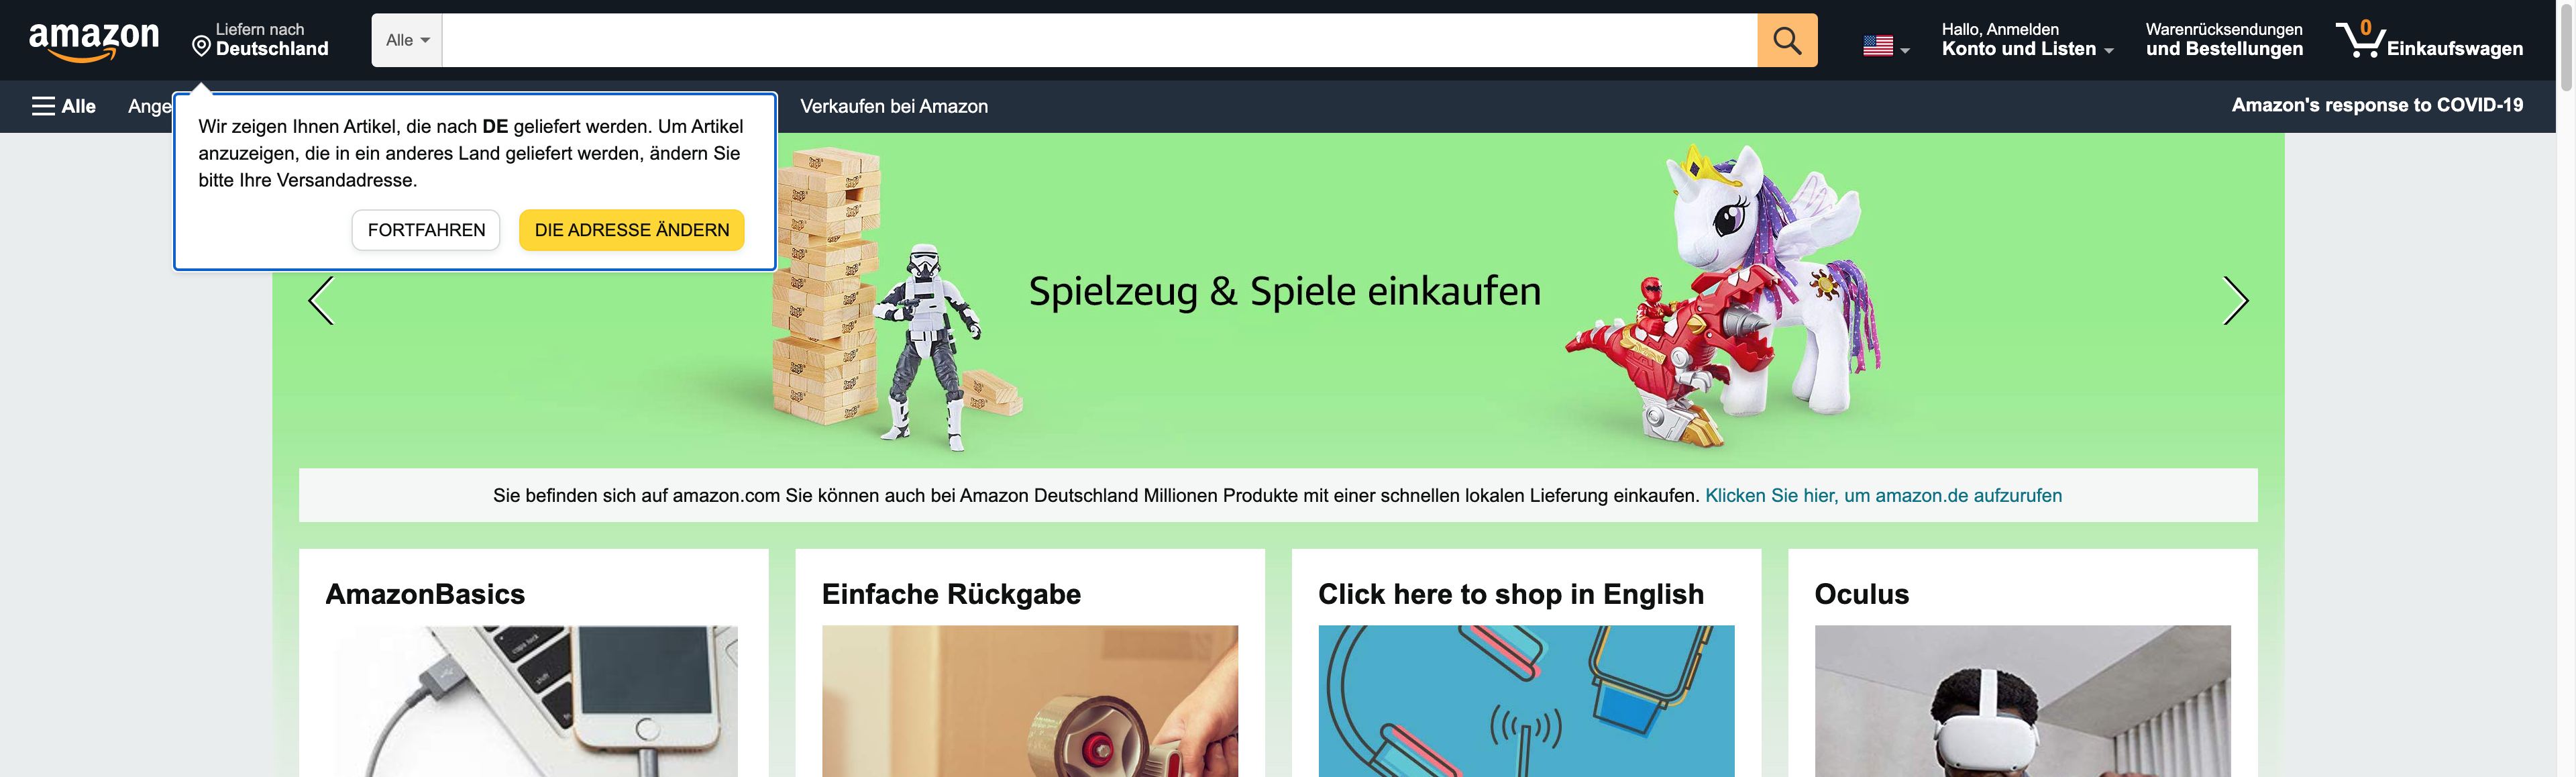 amazon
Liefern nach
Deutschland
Alle
Hallo, Anmelden
Konto und Listen
Warenrücksendungen
und Bestellungen
0
Einkaufswagen
Alle
Ange
Verkaufen bei Amazon
Amazon's response to COVID-19
Wir zeigen Ihnen Artikel, die nach DE geliefert werden. Um Artikel
anzuzeigen, die in ein anderes Land geliefert werden, ändern Sie
bitte Ihre Versandadresse.
FORTFAHREN
DIE ADRESSE ÄNDERN
Spielzeug & Spiele einkaufen
Sie befinden sich auf amazon.com Sie können auch bei Amazon Deutschland Millionen Produkte mit einer schnellen lokalen Lieferung einkaufen. Klicken Sie hier, um amazon.de aufzurufen
AmazonBasics
Einfache Rückgabe
Click here to shop in English
Oculus
caps lock
shift